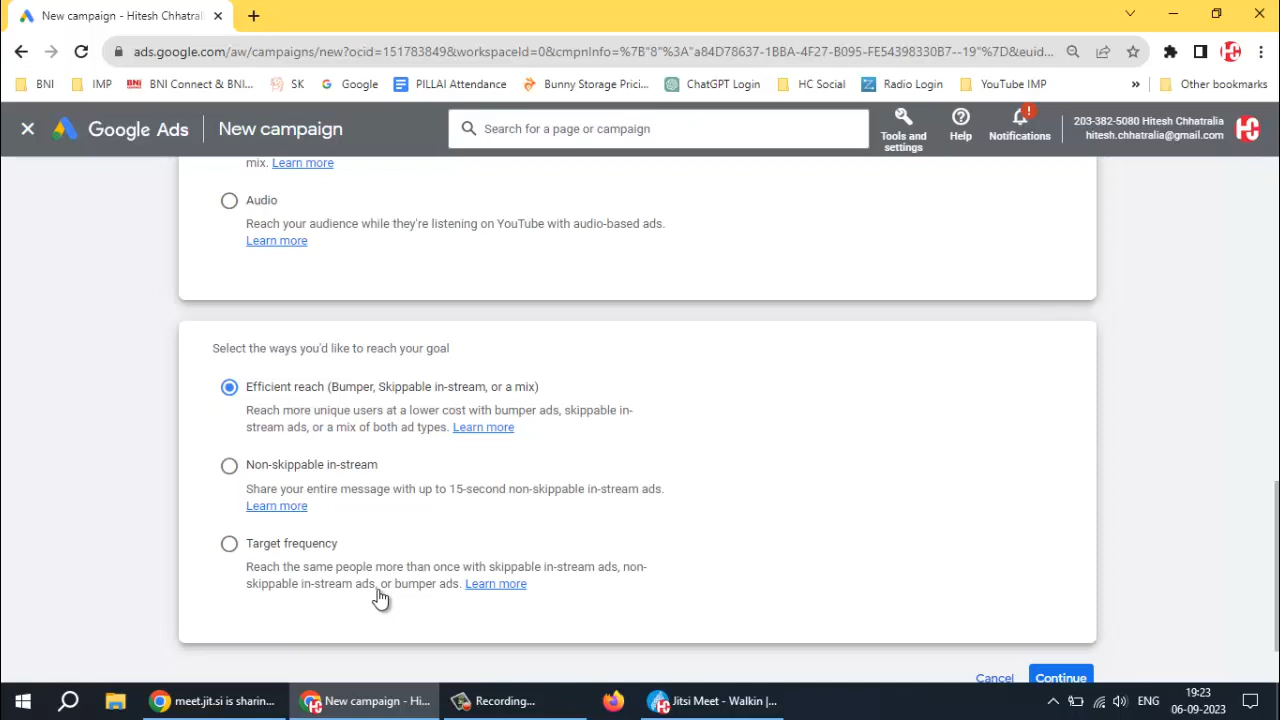 New campaign - Hitesh Chhatrali
ads.google.com/aw/campaigns/new?ocid=151783849&workspaceId=0&cmpnInfo=%7B"8"%3A"a84D78637-1BBA-4F27-B095-FE5439833 0B7--19"%7D&euid...
BNI
IMP
BNI Connect & BNI...
SK
Google
PILLAI Attendance
Bunny Storage Prici...
ChatGPT Login
HC Social
Radio Login
YouTube IMP
»
Other bookmarks
Google Ads
New campaign
Search for a page or campaign
Tools and
settings
Help
Notifications
203-382-5080 Hitesh Chhatralia
hitesh.chhatralia@gmail.com
mix. Learn more
Audio
Reach your audience while they're listening on YouTube with audio-based ads.
Learn more
Select the ways you'd like to reach your goal
Efficient reach (Bumper, Skippable in-stream, or a mix)
Reach more unique users at a lower cost with bumper ads, skippable in-
stream ads, or a mix of both ad types. Learn more
Non-skippable in-stream
Share your entire message with up to 15-second non-skippable in-stream ads.
Learn more
Target frequency
Reach the same people more than once with skippable in-stream ads, non-
skippable in-stream ads, or bumper ads. Learn more
Cancel
Continue
meet.jit.si is sharin...
New campaign - Hi...
Recording...
Jitsi Meet - Walkin |...
ENG
19:23
06-09-2023